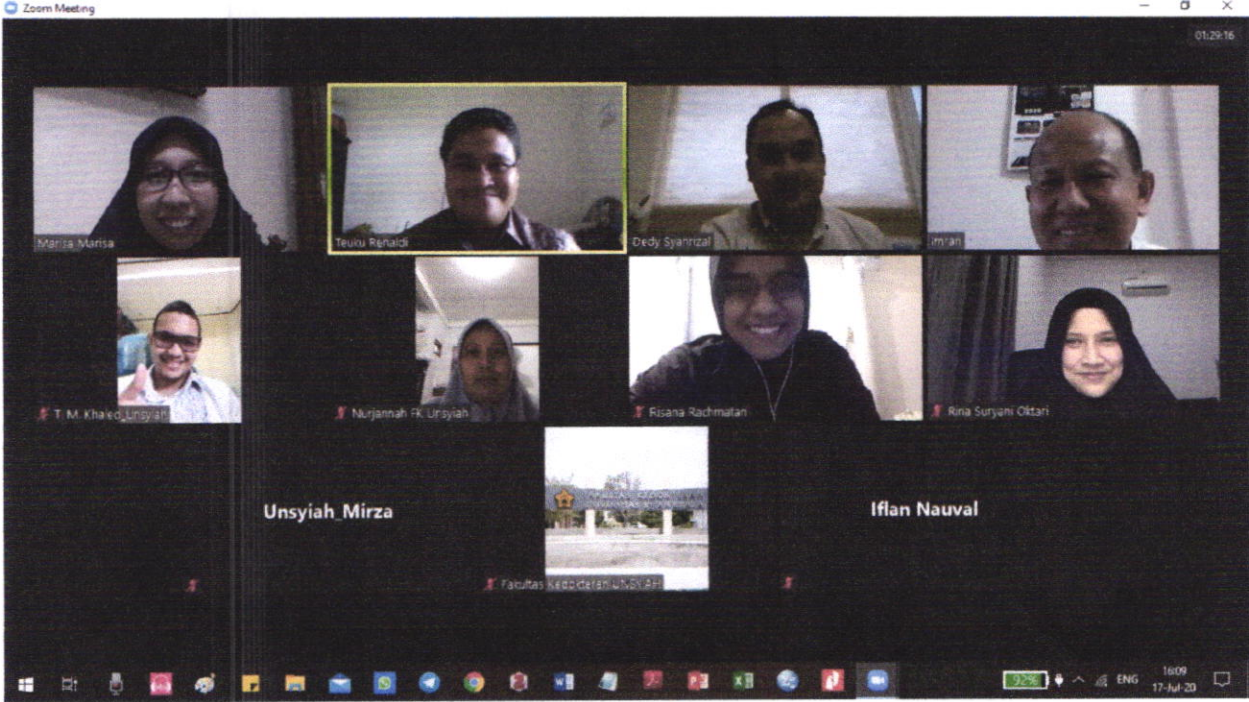 Zoom Meeting
01:29:16
Marisa-Marisa
Teuku Renaldi
Dedy Syahrizal
imran
T. M. Khaled_Unsyiah
Nurjannah FK Unsyiah
Risana Rachmatan
Rina Suryani Oktari
Unsyiah_Mirza
Iflan Nauval
Fakultas Kedokteran UNSYIAH
92%
ENG
16:09
17-Jul-20